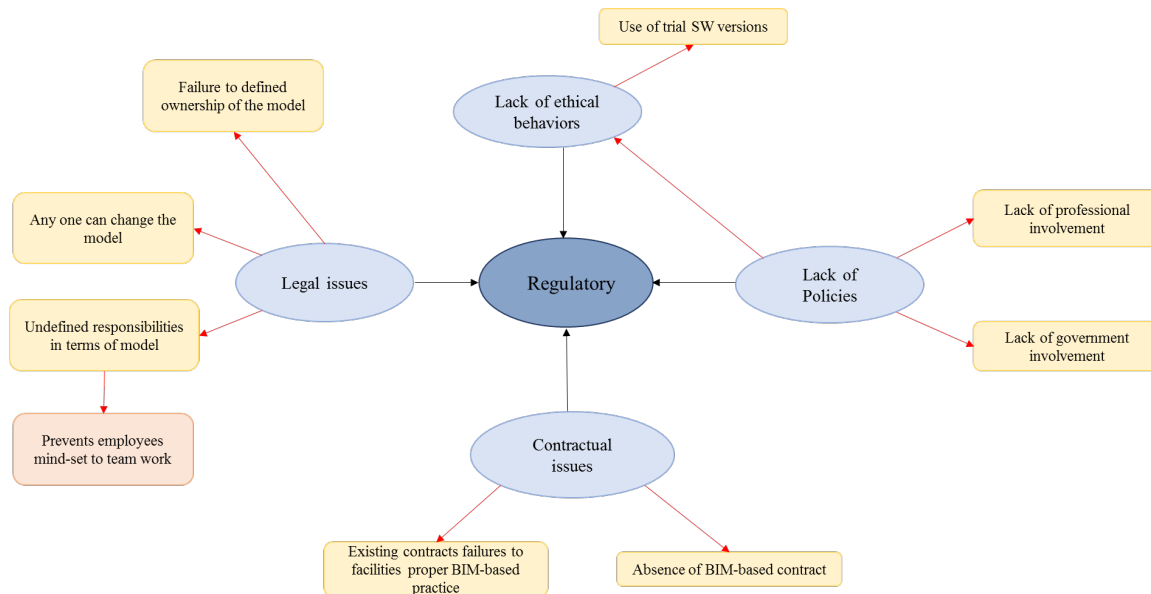 Use of trial SW versions
Failure to defined
ownership of the model
Lack of ethical
behaviors
Any one can change the
model
Lack of professional
involvement
Legal issues
Regulatory
Lack of
Policies
Undefined responsibilities
in terms of model
Lack of government
involvement
Prevents employees
mind-set to team work
Contractual
issues
Existing contracts failures to
facilities proper BIM-based
practice
Absence of BIM-based contract